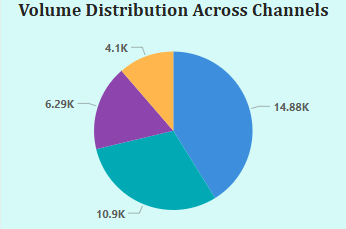 Volume Distribution Across Channels
4.1K
6.29K
14.88K
10.9K